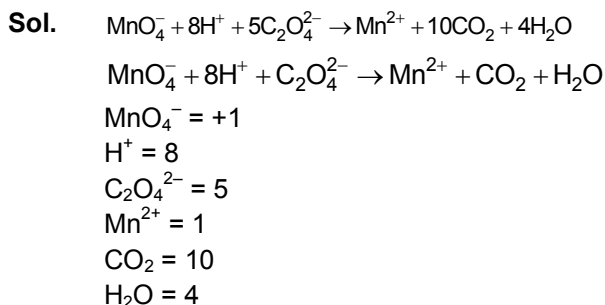 Sol. MnO₄⁻ + 8H⁺ + 5C₂O₄²⁻ → Mn²⁺ + 10CO₂ + 4H₂O
MnO₄⁻ + 8H⁺ + C₂O₄²⁻ → Mn²⁺ + CO₂ + H₂O
MnO₄⁻ = +1
H⁺ = 8
C₂O₄²⁻ = 5
Mn²⁺ = 1
CO₂ = 10
H₂O = 4